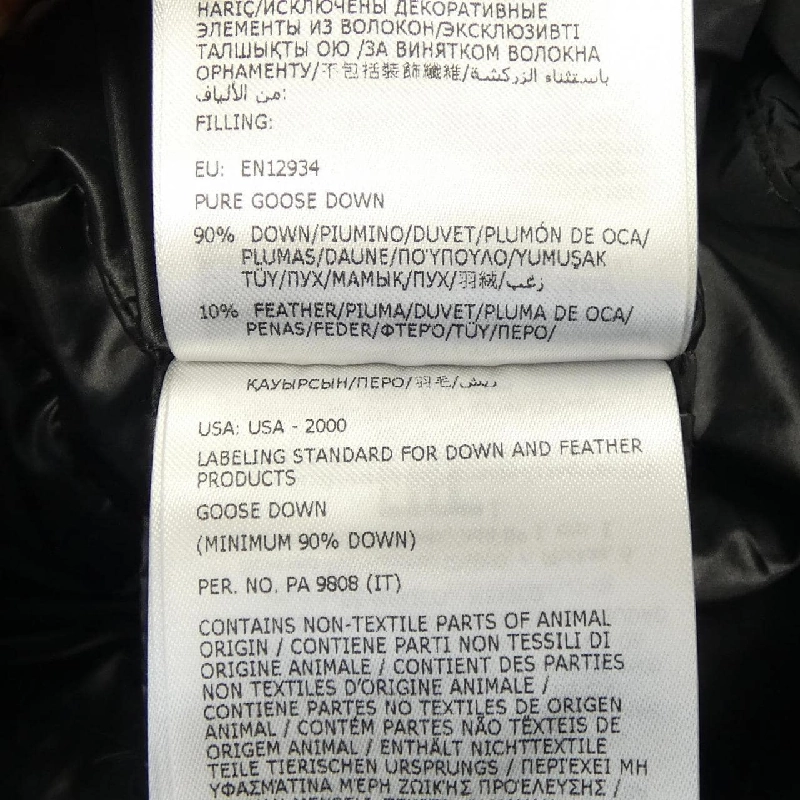 HARİÇ/ИСКЛЮЧЕНЫ ДЕКОРАТИВНЫЕ
ЭЛЕМЕНТЫ ИЗ ВОЛОКОН/ЭКСКЛЮЗИВТІ
ТАЛШЫҚТЫ ОЮ /ЗА ВИНЯТКОМ ВОЛОКНА
ОРНАМЕНТУ/不包括裝飾纖維/باستثناء الزركشة
من الألياف:
FILLING:
EU: EN12934
PURE GOOSE DOWN
90% DOWN/PIUMINO/DUVET/PLUMÓN DE OCA/
PLUMAS/DAUNE/ΠΟΎΠΟΥΛΟ/YUMUŞAK
TÜY/ПУХ/МАМЫҚ/ПУХ/羽絨/زغب
10% FEATHER/PIUMA/DUVET/PLUMA DE OCA/
PENAS/FEDER/ΦΤΕΡΌ/TÜY/ПЕРО/
ҚАУЫРСЫН/ПЕРО/羽毛/ريش
USA: USA - 2000
LABELING STANDARD FOR DOWN AND FEATHER
PRODUCTS
GOOSE DOWN
(MINIMUM 90% DOWN)
PER. NO. PA 9808 (IT)
CONTAINS NON-TEXTILE PARTS OF ANIMAL
ORIGIN / CONTIENE PARTI NON TESSILI DI
ORIGINE ANIMALE / CONTIENT DES PARTIES
NON TEXTILES D'ORIGINE ANIMALE /
CONTIENE PARTES NO TEXTILES DE ORIGEN
ANIMAL / CONTÉM PARTES NÃO TÊXTEIS DE
ORIGEM ANIMAL / ENTHÄLT NICHTTEXTILE
TEILE TIERISCHEN URSPRUNGS / ΠΕΡΙΈΧΕΙ ΜΗ
ΥΦΑΣΜΆΤΙΝΑ ΜΈΡΗ ΖΩΙΚΉΣ ΠΡΟΈΛΕΥΣΗΣ /